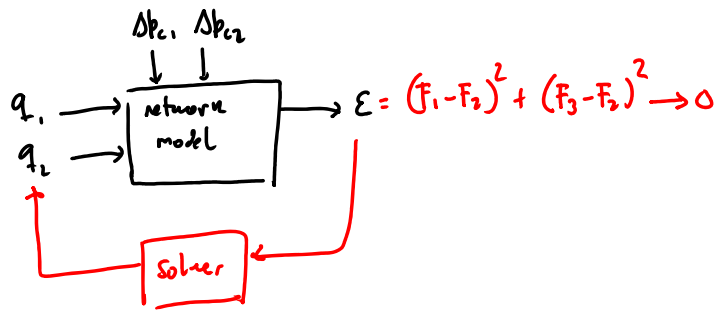 Δp_c1 Δp_c2
q_1
q_2
network
model
ε = (F_1-F_2)^2 + (F_3-F_2)^2 → 0
solver